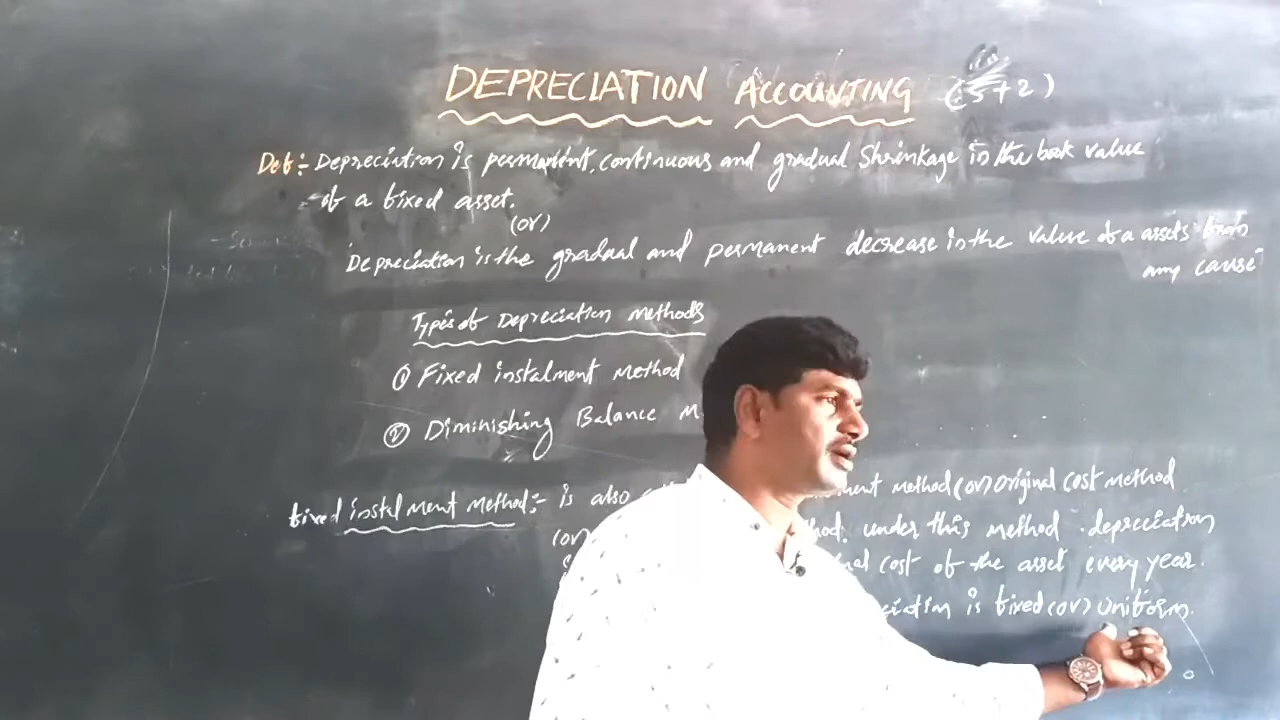 DEPRECIATION ACCOUNTING (5+2)
Def:- Depreciation is permanent, continuous and gradual Shrinkage in the book value
of a fixed asset.
(or)
Depreciation is the gradual and permanent decrease in the value of a assets from
any cause
Types of Depreciation methods
① Fixed instalment method
② Diminishing Balance M
fixed instalment method:- is also method (or) original cost method
(or) under this method depreciation
cost of the asset every year.
is fixed (or) uniform.